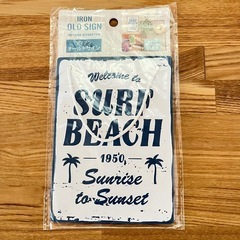 IRON
OLD SIGN
Welcome to
SURF
BEACH
1950,
Sunrise
to Sunset